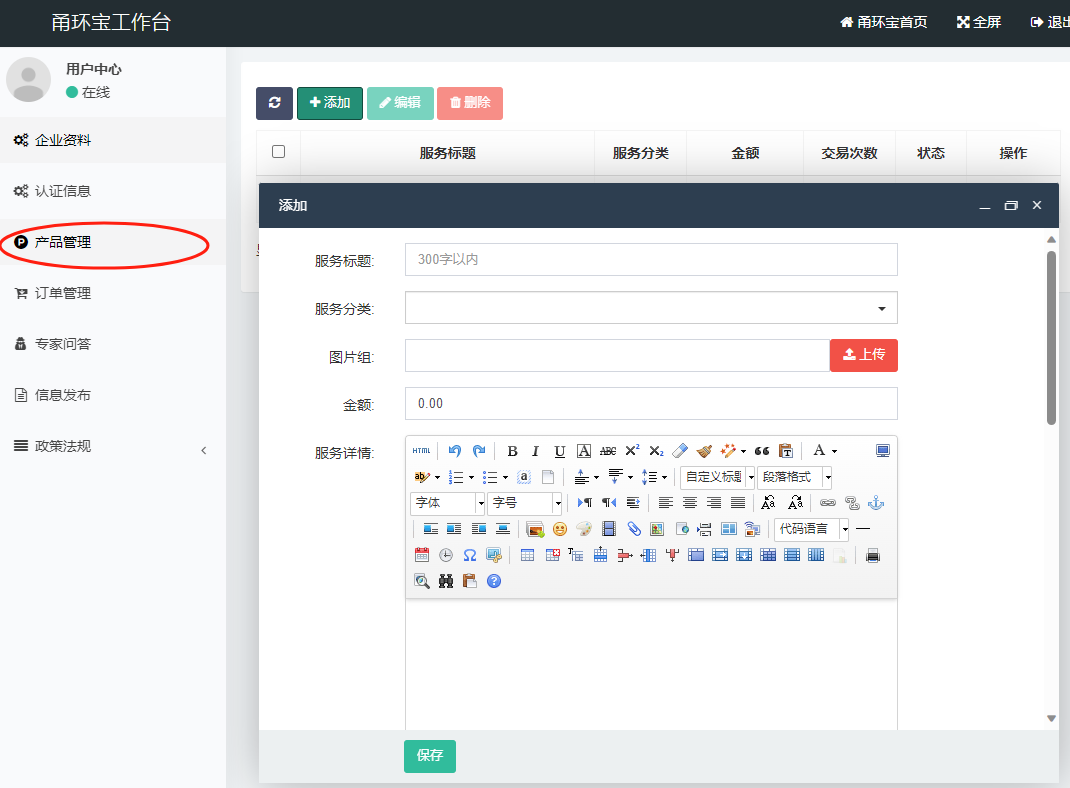 甬环宝工作台
甬环宝首页 全屏 退出
用户中心
在线
企业资料
认证信息
产品管理
订单管理
专家问答
信息发布
政策法规
添加 编辑 删除
服务标题 服务分类 金额 交易次数 状态 操作
添加
服务标题: 300字以内
服务分类:
图片组: 上传
金额: 0.00
服务详情:
HTML B I U A ABC X² X₂ A
自定义标题 段落格式
字体 字号
代码语言
保存